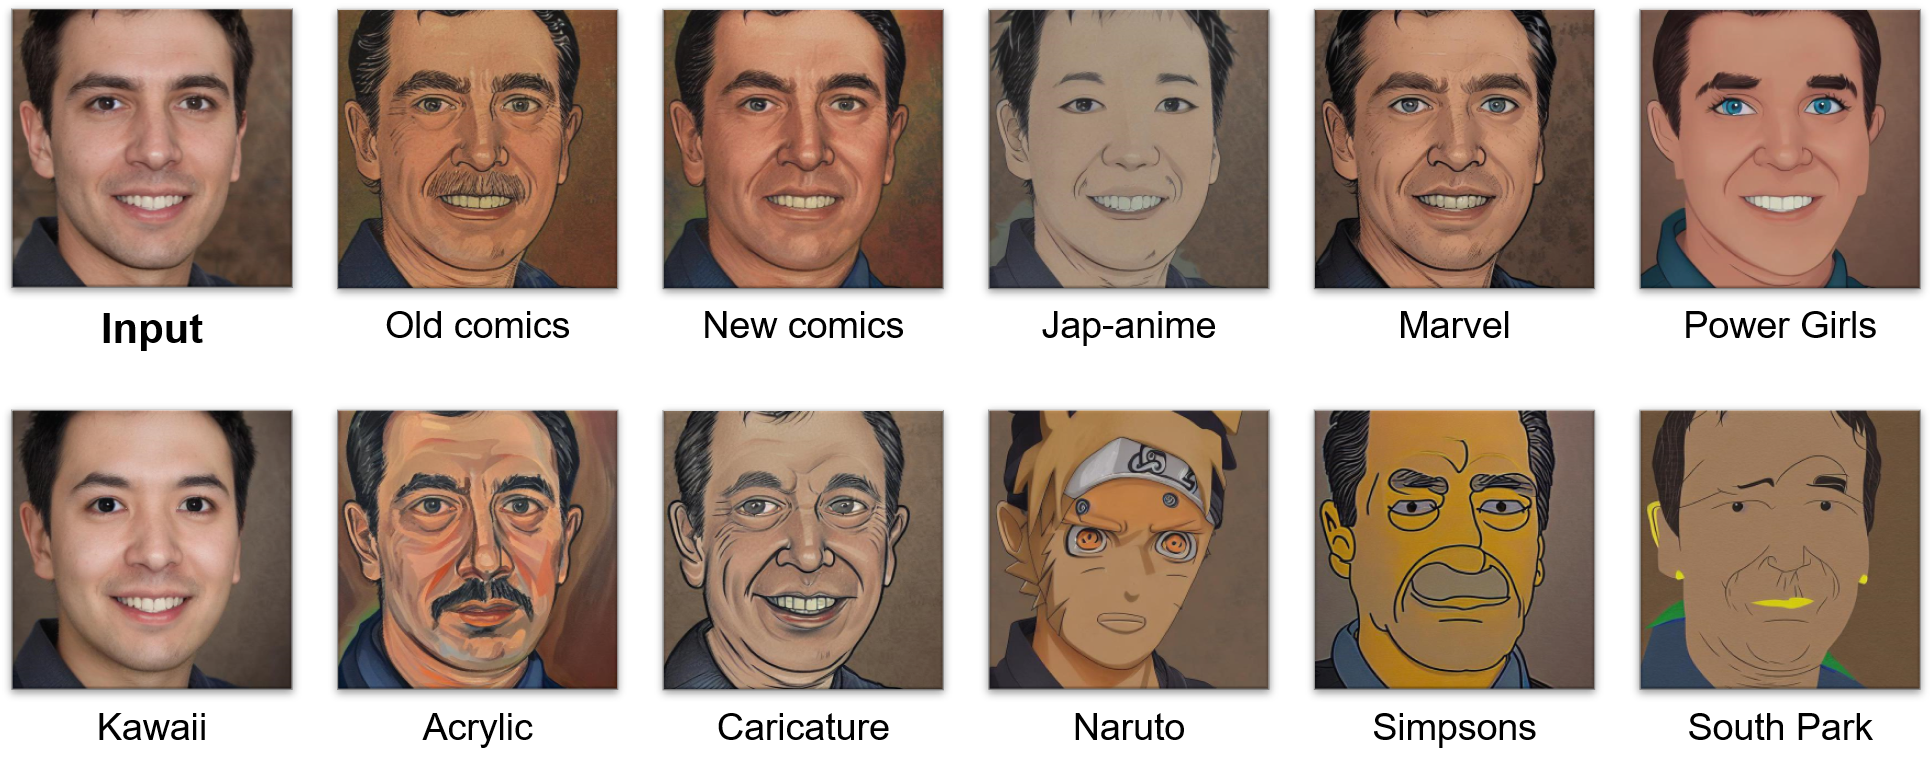 Input
Old comics
New comics
Jap-anime
Marvel
Power Girls
Kawaii
Acrylic
Caricature
Naruto
Simpsons
South Park